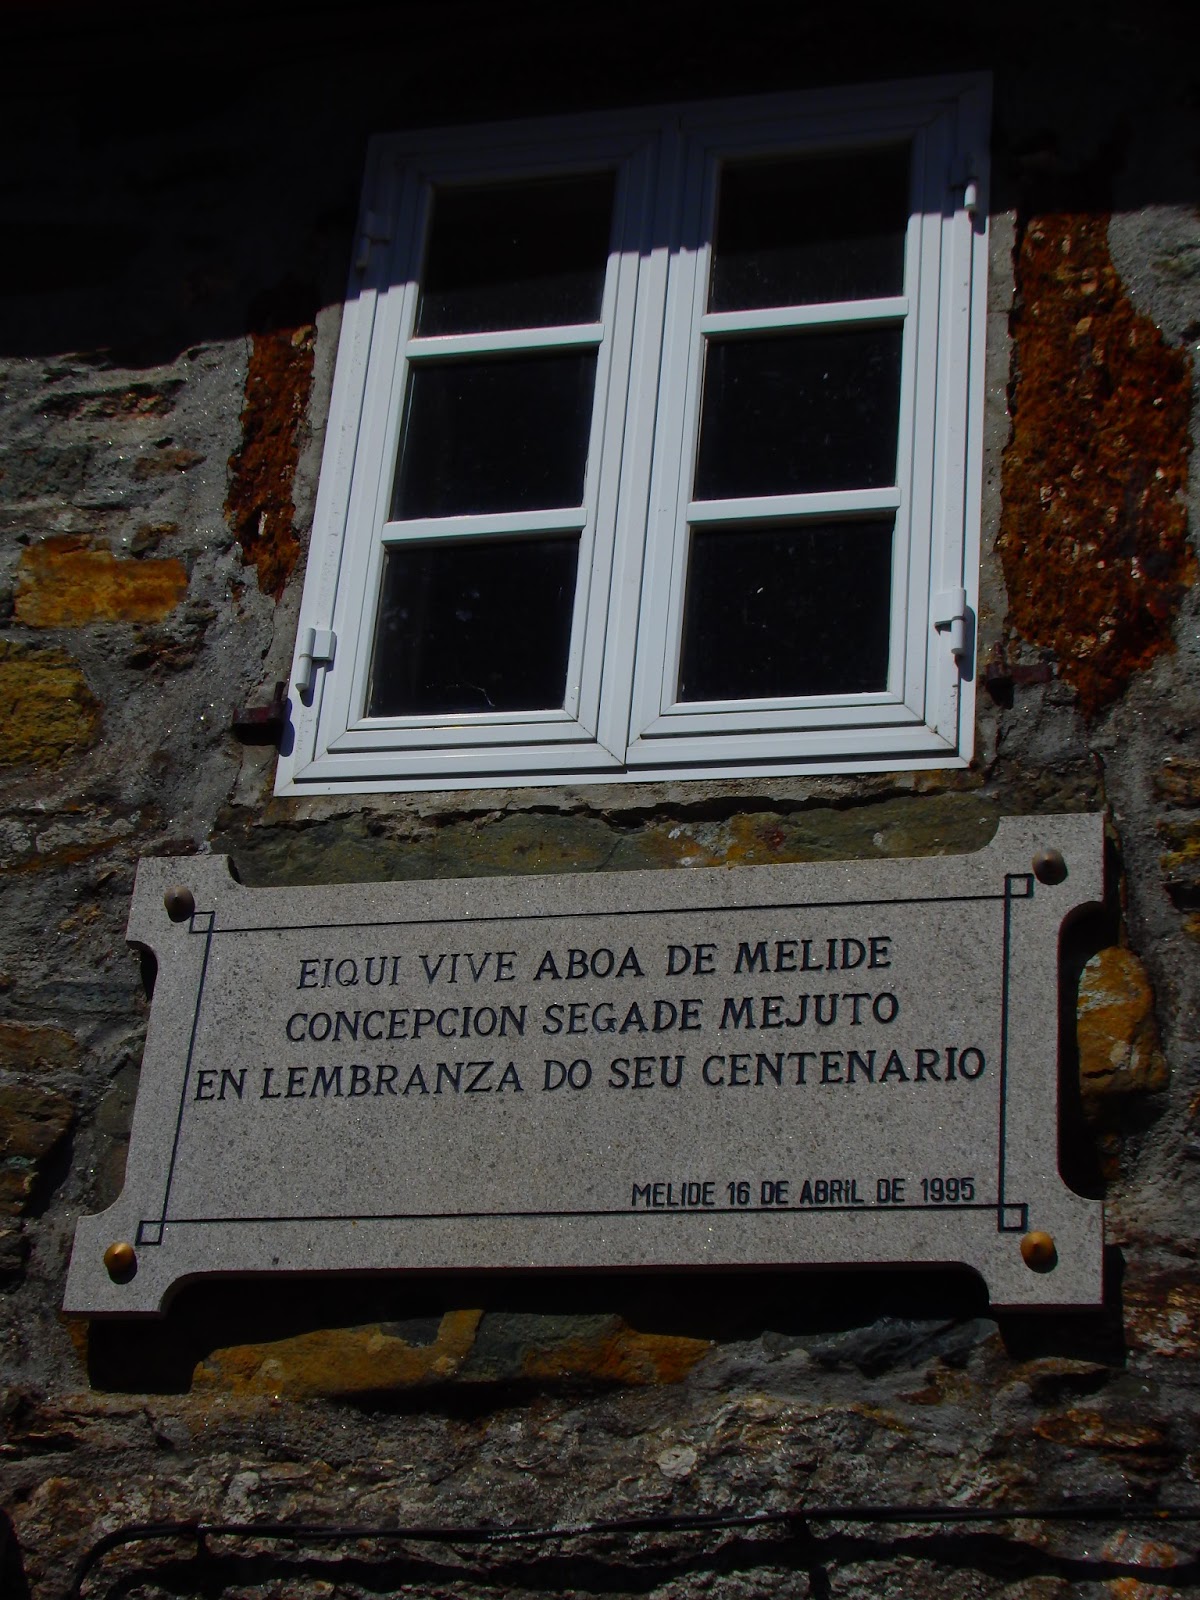 EIQUI VIVE ABOA DE MELIDE
CONCEPCION SEGADE MEJUTO
EN LEMBRANZA DO SEU CENTENARIO
MELIDE 16 DE ABRiL DE 1995